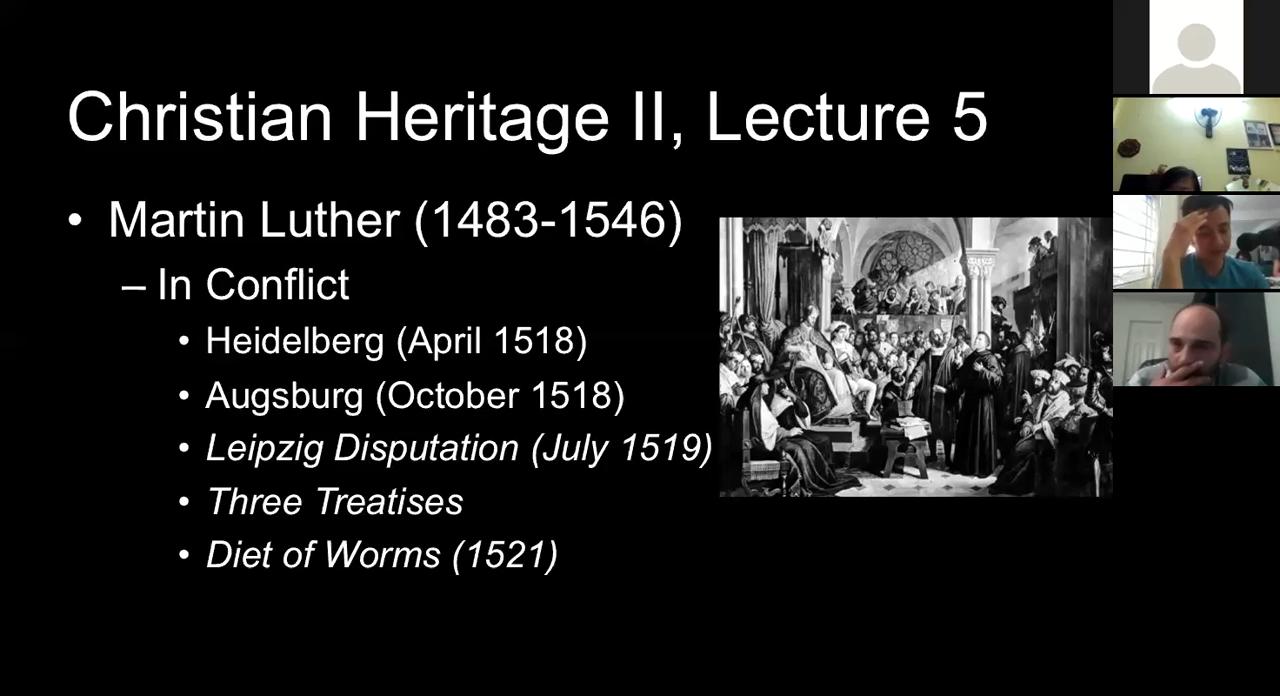 Christian Heritage II, Lecture 5
• Martin Luther (1483-1546)
– In Conflict
• Heidelberg (April 1518)
• Augsburg (October 1518)
• Leipzig Disputation (July 1519)
• Three Treatises
• Diet of Worms (1521)